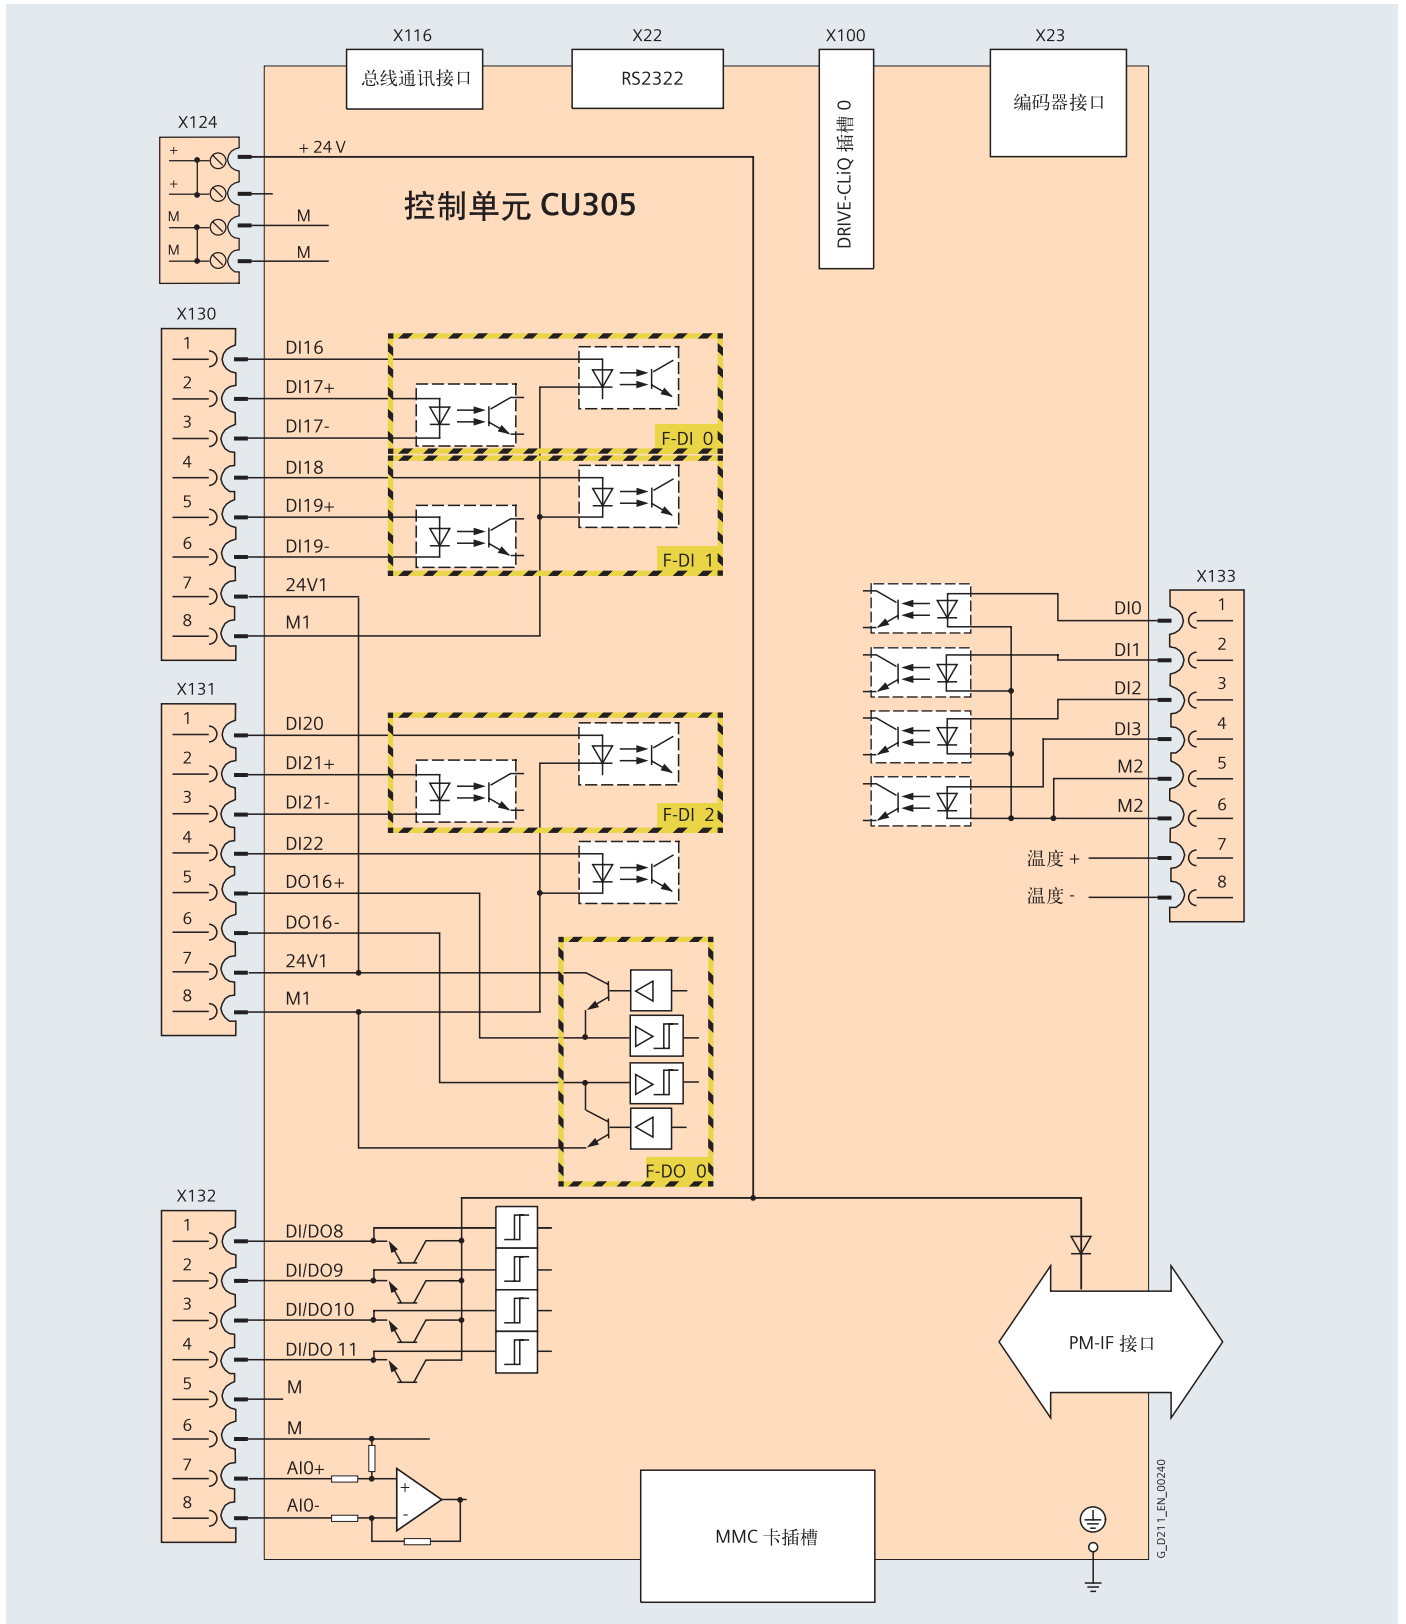 X116
X22
X100
X23
总线通讯接口
RS2322
DRIVE-CLiQ 插槽 0
编码器接口
X124
+
+ 24 V
+
M
M
M
M
控制单元 CU305
X130
1
DI16
2
DI17+
3
DI17-
F-DI 0
4
DI18
5
DI19+
6
DI19-
F-DI 1
7
24V1
8
M1
X133
DI0
1
DI1
2
DI2
3
DI3
4
M2
5
M2
6
温度 +
7
温度 -
8
X131
1
DI20
2
DI21+
3
DI21-
F-DI 2
4
DI22
5
DO16+
6
DO16-
7
24V1
8
M1
F-DO 0
X132
1
DI/DO8
2
DI/DO9
3
DI/DO10
4
DI/DO 11
5
M
6
M
7
AI0+
8
AI0-
+
-
PM-IF 接口
MMC 卡插槽
G_D211_EN_00240